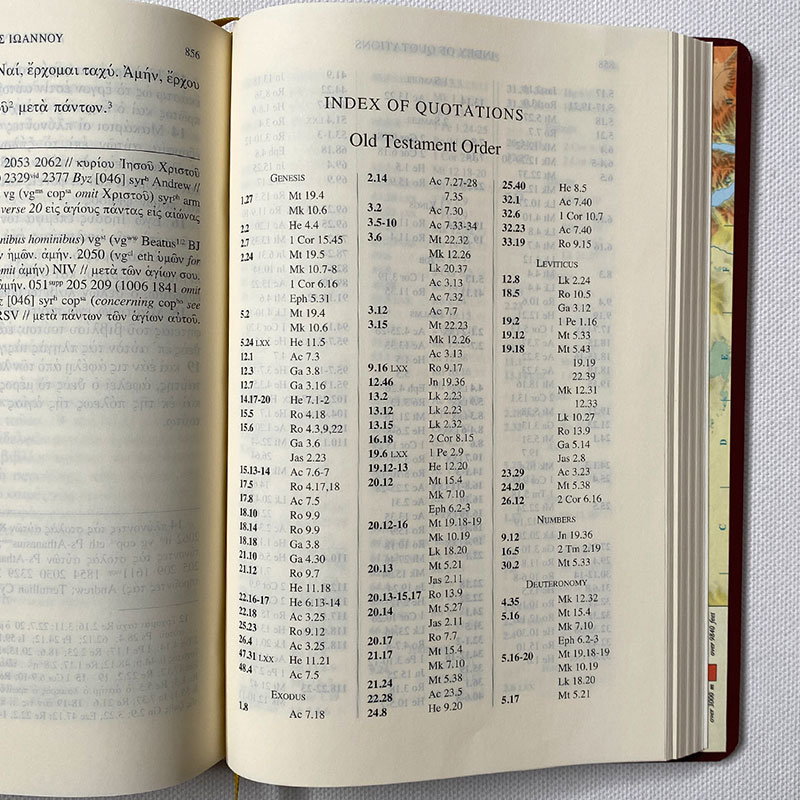 Σ ΙΩΑΝΝΟΥ
856
Ναί, ἔρχομαι ταχύ. Ἀμήν, ἔρχου
μετὰ πάντων.³
2053 2062 // κυρίου Ἰησοῦ Χριστοῦ
2329ᵛⁱᵈ 2377 Byz [046] syrʰ Andrew //
vg (vgᵐˢ copˢᵃ omit Χριστοῦ) syrᵖʰ arm
verse 20 εἰς ἁγίους πάντας εἰς αἰῶνας
nibus hominibus) vgˢᵗ (vgʷʷ Beatus¹ᐟ² BJ
ἡμῶν. ἀμήν. 2050 (vgᶜˡ eth ὑμῶν for
omit ἀμήν) NIV // μετὰ τῶν ἁγίων σου.
ἀμήν. 051ˢᵘᵖᵖ 205 209 (1006 1841 omit
[046] syrʰ copᵇᵒ (concerning copᵇᵒ see
RSV // μετὰ πάντων τῶν ἁγίων αὐτοῦ.
INDEX OF QUOTATIONS
Old Testament Order
GENESIS
1.27 Mt 19.4
Mk 10.6
2.2 He 4.4
2.7 1 Cor 15.45
2.24 Mt 19.5
Mk 10.7-8
1 Cor 6.16
Eph 5.31
5.2 Mt 19.4
Mk 10.6
5.24 LXX He 11.5
12.1 Ac 7.3
12.3 Ga 3.8
12.7 Ga 3.16
14.17-20 He 7.1-2
15.5 Ro 4.18
15.6 Ro 4.3,9,22
Ga 3.6
Jas 2.23
15.13-14 Ac 7.6-7
17.5 Ro 4.17,18
17.8 Ac 7.5
18.10 Ro 9.9
18.14 Ro 9.9
18.18 Ga 3.8
21.10 Ga 4.30
21.12 Ro 9.7
He 11.18
22.16-17 He 6.13-14
22.18 Ac 3.25
25.23 Ro 9.12
26.4 Ac 3.25
47.31 LXX He 11.21
48.4 Ac 7.5
EXODUS
1.8 Ac 7.18
2.14 Ac 7.27-28
7.35
3.2 Ac 7.30
3.5-10 Ac 7.33-34
3.6 Mt 22.32
Mk 12.26
Lk 20.37
Ac 3.13
Ac 7.32
3.12 Ac 7.7
3.15 Mt 22.23
Mk 12.26
Ac 3.13
9.16 LXX Ro 9.17
12.46 Jn 19.36
13.2 Lk 2.23
13.12 Lk 2.23
13.15 Lk 2.32
16.18 2 Cor 8.15
19.6 LXX 1 Pe 2.9
19.12-13 He 12.20
20.12 Mt 15.4
Mk 7.10
Eph 6.2-3
20.12-16 Mt 19.18-19
Mk 10.19
Lk 18.20
20.13 Mt 5.21
Jas 2.11
20.13-15,17 Ro 13.9
20.14 Mt 5.27
Jas 2.11
20.17 Ro 7.7
21.17 Mt 15.4
Mk 7.10
21.24 Mt 5.38
22.28 Ac 23.5
24.8 He 9.20
25.40 He 8.5
32.1 Ac 7.40
32.6 1 Cor 10.7
32.23 Ac 7.40
33.19 Ro 9.15
LEVITICUS
12.8 Lk 2.24
18.5 Ro 10.5
Ga 3.12
19.2 1 Pe 1.16
19.12 Mt 5.33
19.18 Mt 5.43
19.19
22.39
Mk 12.31
12.33
Lk 10.27
Ro 13.9
Ga 5.14
Jas 2.8
23.29 Ac 3.23
24.20 Mt 5.38
26.12 2 Cor 6.16
NUMBERS
9.12 Jn 19.36
16.5 2 Tm 2.19
30.2 Mt 5.33
DEUTERONOMY
4.35 Mk 12.32
5.16 Mt 15.4
Mk 7.10
Eph 6.2-3
5.16-20 Mt 19.18-19
Mk 10.19
Lk 18.20
5.17 Mt 5.21
over 3000 m
over 9840 feet